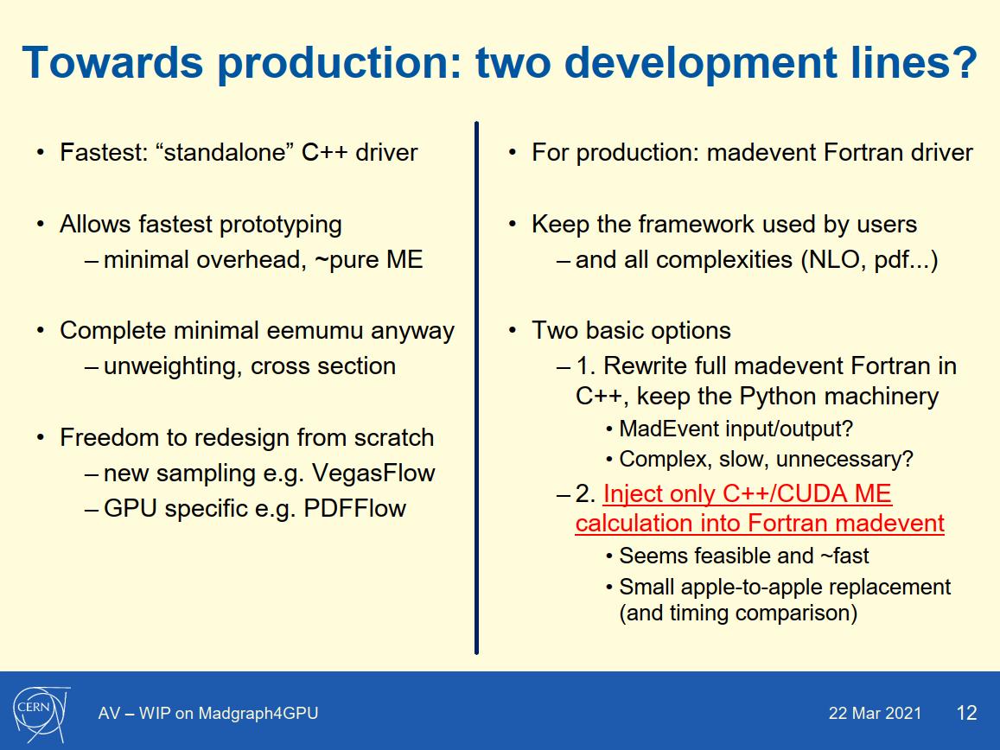 Towards production: two development lines?
• Fastest: “standalone” C++ driver
• Allows fastest prototyping
– minimal overhead, ~pure ME
• Complete minimal eemumu anyway
– unweighting, cross section
• Freedom to redesign from scratch
– new sampling e.g. VegasFlow
– GPU specific e.g. PDFFlow
• For production: madevent Fortran driver
• Keep the framework used by users
– and all complexities (NLO, pdf...)
• Two basic options
– 1. Rewrite full madevent Fortran in
C++, keep the Python machinery
• MadEvent input/output?
• Complex, slow, unnecessary?
– 2. Inject only C++/CUDA ME
calculation into Fortran madevent
• Seems feasible and ~fast
• Small apple-to-apple replacement
(and timing comparison)
CERN
AV – WIP on Madgraph4GPU
22 Mar 2021
12